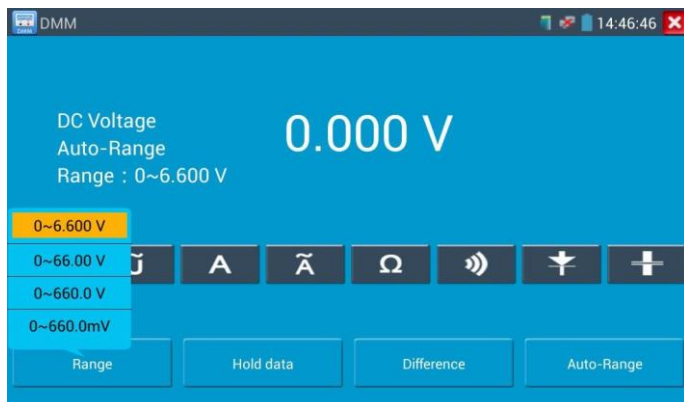 DMM
14:46:46
DC Voltage
0.000 V
Auto-Range
Range : 0~6.600 V
0~6.600 V
0~66.00 V
Ũ A Ã Ω
0~660.0 V
0~660.0mV
Range Hold data Difference Auto-Range